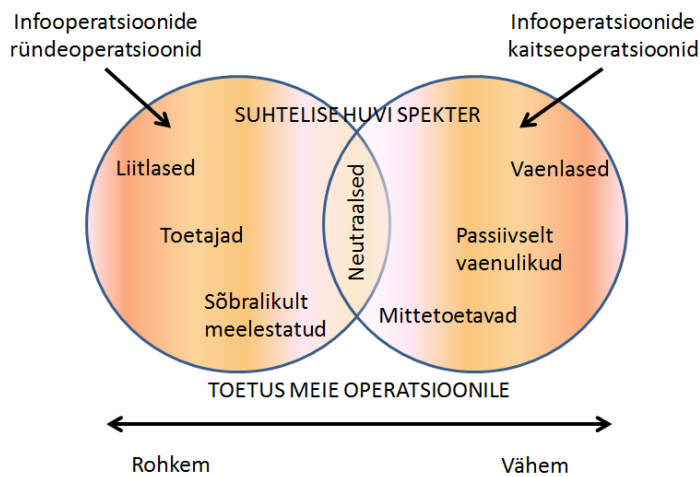 Infooperatsioonide
ründeoperatsioonid
Infooperatsioonide
kaitseoperatsioonid
SUHTELISE HUVI SPEKTER
Liitlased
Toetajad
Sõbralikult
meelestatud
Neutraalsed
Vaenlased
Passiivselt
vaenulikud
Mittetoetavad
TOETUS MEIE OPERATSIOONILE
Rohkem
Vähem